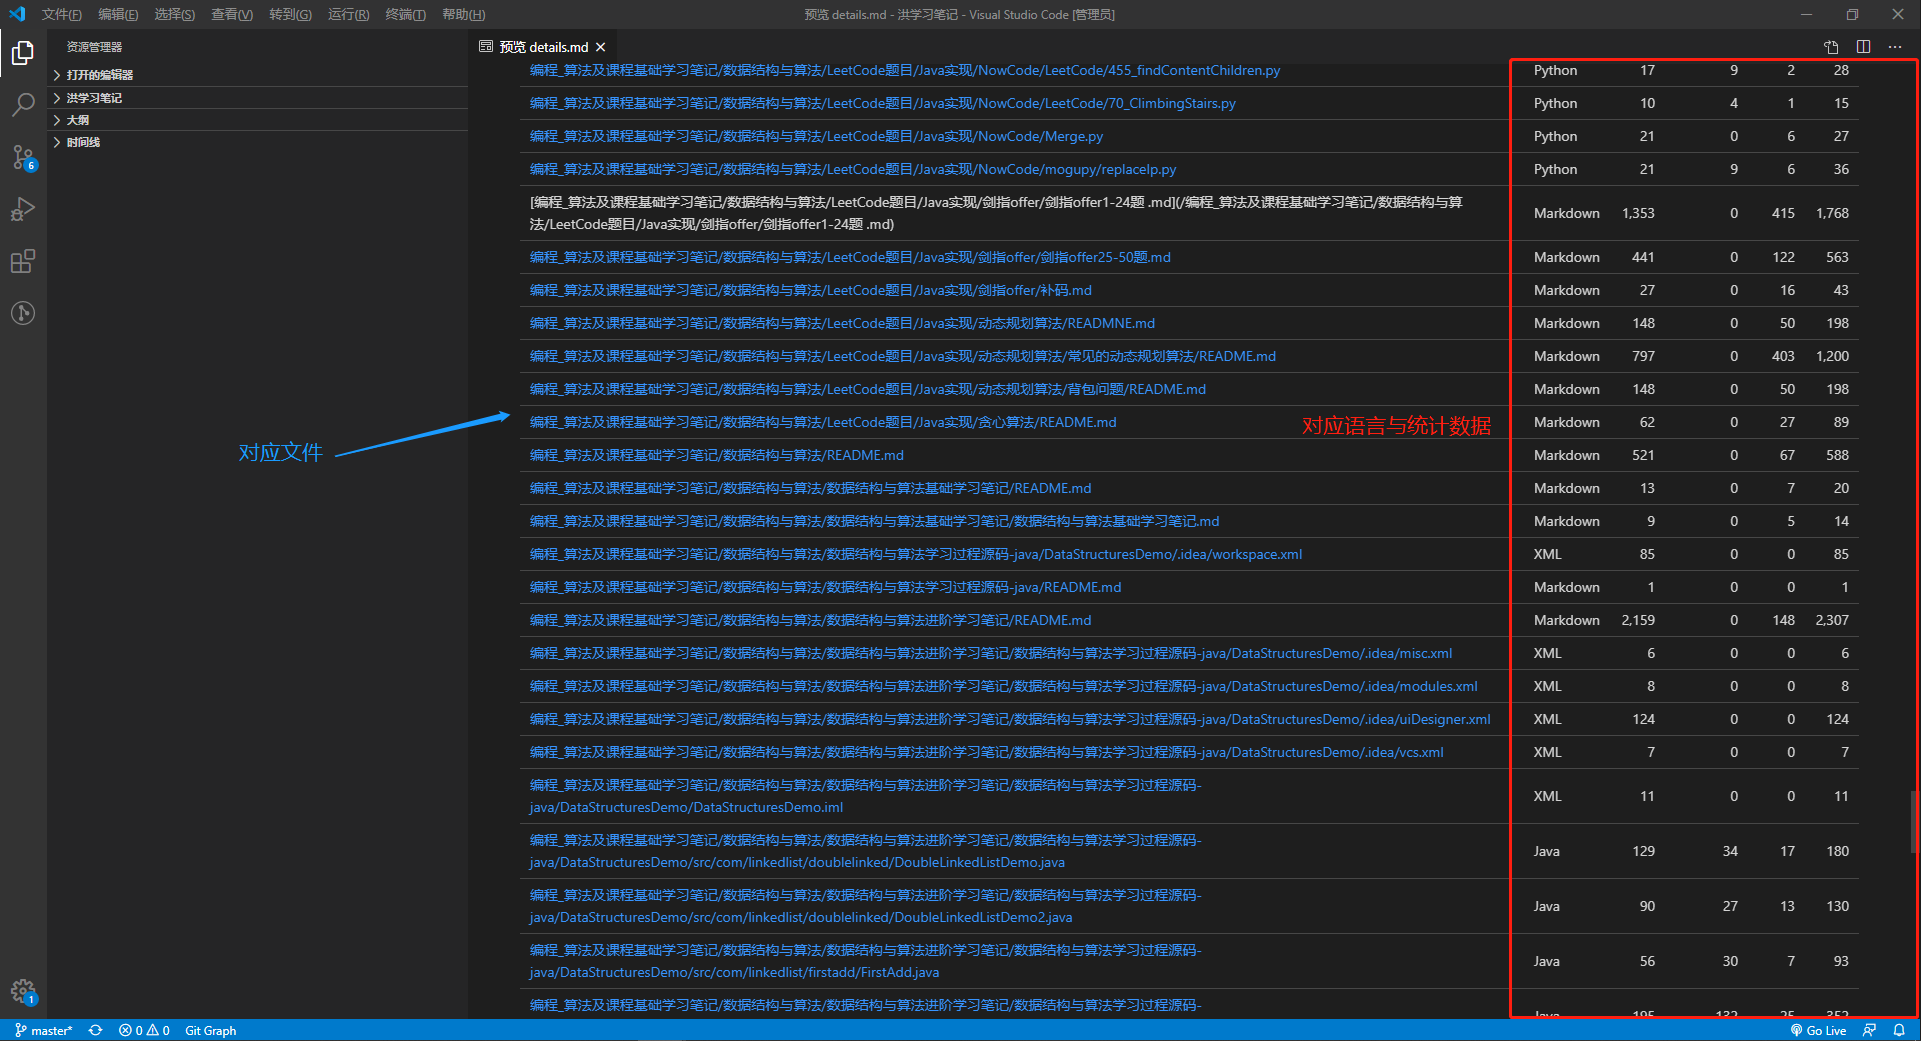 文件(F) 编辑(E) 选择(S) 查看(V) 转到(G) 运行(R) 终端(T) 帮助(H) 预览 details.md - 洪学习笔记 - Visual Studio Code [管理员]
资源管理器
打开的编辑器
洪学习笔记
大纲
时间线
6
1
预览 details.md
编程_算法及课程基础学习笔记/数据结构与算法/LeetCode题目/Java实现/NowCode/LeetCode/455_findContentChildren.py Python 17 9 2 28
编程_算法及课程基础学习笔记/数据结构与算法/LeetCode题目/Java实现/NowCode/LeetCode/70_ClimbingStairs.py Python 10 4 1 15
编程_算法及课程基础学习笔记/数据结构与算法/LeetCode题目/Java实现/NowCode/Merge.py Python 21 0 6 27
编程_算法及课程基础学习笔记/数据结构与算法/LeetCode题目/Java实现/NowCode/mogupy/replaceIp.py Python 21 9 6 36
[编程_算法及课程基础学习笔记/数据结构与算法/LeetCode题目/Java实现/剑指offer/剑指offer1-24题 .md](/编程_算法及课程基础学习笔记/数据结构与算
法/LeetCode题目/Java实现/剑指offer/剑指offer1-24题 .md) Markdown 1,353 0 415 1,768
编程_算法及课程基础学习笔记/数据结构与算法/LeetCode题目/Java实现/剑指offer/剑指offer25-50题.md Markdown 441 0 122 563
编程_算法及课程基础学习笔记/数据结构与算法/LeetCode题目/Java实现/剑指offer/补码.md Markdown 27 0 16 43
编程_算法及课程基础学习笔记/数据结构与算法/LeetCode题目/Java实现/动态规划算法/READMNE.md Markdown 148 0 50 198
编程_算法及课程基础学习笔记/数据结构与算法/LeetCode题目/Java实现/动态规划算法/常见的动态规划算法/README.md Markdown 797 0 403 1,200
编程_算法及课程基础学习笔记/数据结构与算法/LeetCode题目/Java实现/动态规划算法/背包问题/README.md Markdown 148 0 50 198
编程_算法及课程基础学习笔记/数据结构与算法/LeetCode题目/Java实现/贪心算法/README.md Markdown 62 0 27 89
对应语言与统计数据
对应文件
编程_算法及课程基础学习笔记/数据结构与算法/README.md Markdown 521 0 67 588
编程_算法及课程基础学习笔记/数据结构与算法/数据结构与算法基础学习笔记/README.md Markdown 13 0 7 20
编程_算法及课程基础学习笔记/数据结构与算法/数据结构与算法基础学习笔记/数据结构与算法基础学习笔记.md Markdown 9 0 5 14
编程_算法及课程基础学习笔记/数据结构与算法/数据结构与算法学习过程源码-java/DataStructuresDemo/.idea/workspace.xml XML 85 0 0 85
编程_算法及课程基础学习笔记/数据结构与算法/数据结构与算法学习过程源码-java/README.md Markdown 1 0 0 1
编程_算法及课程基础学习笔记/数据结构与算法/数据结构与算法进阶学习笔记/README.md Markdown 2,159 0 148 2,307
编程_算法及课程基础学习笔记/数据结构与算法/数据结构与算法进阶学习笔记/数据结构与算法学习过程源码-java/DataStructuresDemo/.idea/misc.xml XML 6 0 0 6
编程_算法及课程基础学习笔记/数据结构与算法/数据结构与算法进阶学习笔记/数据结构与算法学习过程源码-java/DataStructuresDemo/.idea/modules.xml XML 8 0 0 8
编程_算法及课程基础学习笔记/数据结构与算法/数据结构与算法进阶学习笔记/数据结构与算法学习过程源码-java/DataStructuresDemo/.idea/uiDesigner.xml XML 124 0 0 124
编程_算法及课程基础学习笔记/数据结构与算法/数据结构与算法进阶学习笔记/数据结构与算法学习过程源码-java/DataStructuresDemo/.idea/vcs.xml XML 7 0 0 7
编程_算法及课程基础学习笔记/数据结构与算法/数据结构与算法进阶学习笔记/数据结构与算法学习过程源码-
java/DataStructuresDemo/DataStructuresDemo.iml XML 11 0 0 11
编程_算法及课程基础学习笔记/数据结构与算法/数据结构与算法进阶学习笔记/数据结构与算法学习过程源码-
java/DataStructuresDemo/src/com/linkedlist/doublelinked/DoubleLinkedListDemo.java Java 129 34 17 180
编程_算法及课程基础学习笔记/数据结构与算法/数据结构与算法进阶学习笔记/数据结构与算法学习过程源码-
java/DataStructuresDemo/src/com/linkedlist/doublelinked/DoubleLinkedListDemo2.java Java 90 27 13 130
编程_算法及课程基础学习笔记/数据结构与算法/数据结构与算法进阶学习笔记/数据结构与算法学习过程源码-
java/DataStructuresDemo/src/com/linkedlist/firstadd/FirstAdd.java Java 56 30 7 93
编程_算法及课程基础学习笔记/数据结构与算法/数据结构与算法进阶学习笔记/数据结构与算法学习过程源码-
Java 195 132 25 352
master* 0 0 Git Graph Go Live